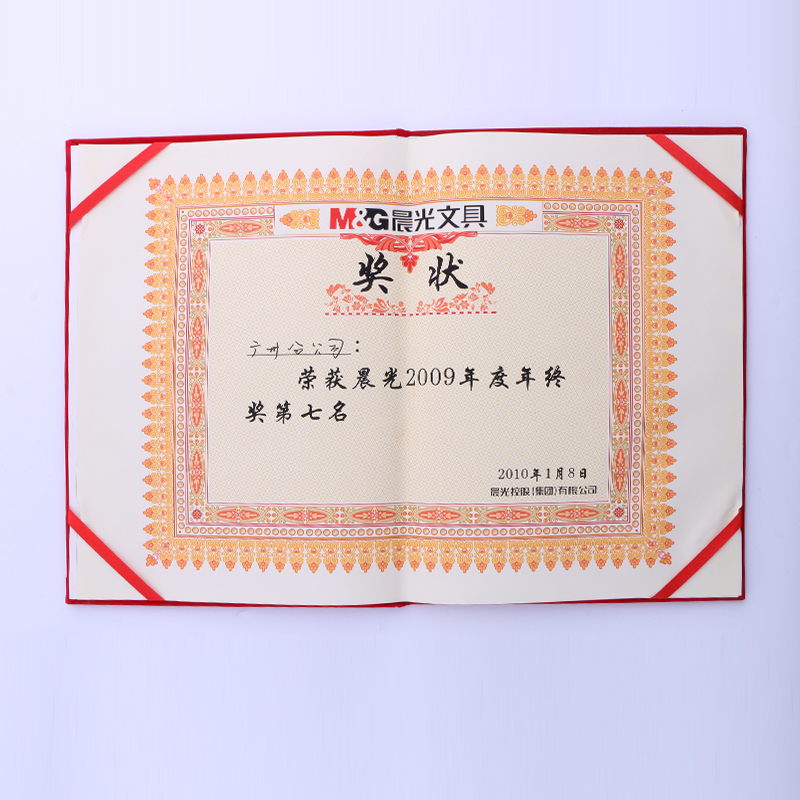 M&G晨光文具
奖状
广州分公司：
荣获晨光2009年度年终
奖第七名
2010年1月8日
晨光控股(集团)有限公司